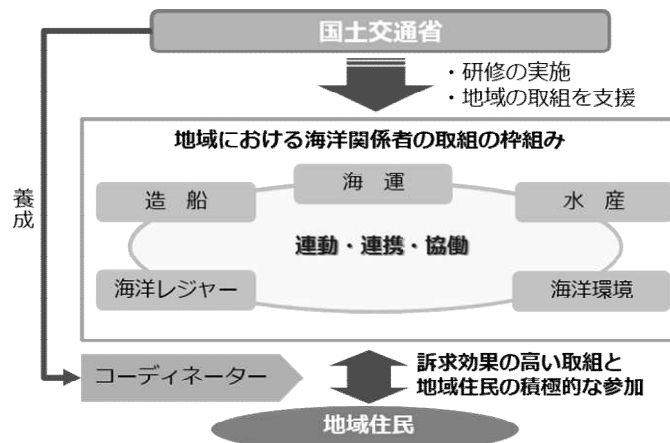 国土交通省
・研修の実施
・地域の取組を支援
養成
地域における海洋関係者の取組の枠組み
海 運
造 船
水 産
連動・連携・協働
海洋レジャー
海洋環境
コーディネーター
訴求効果の高い取組と
地域住民の積極的な参加
地域住民